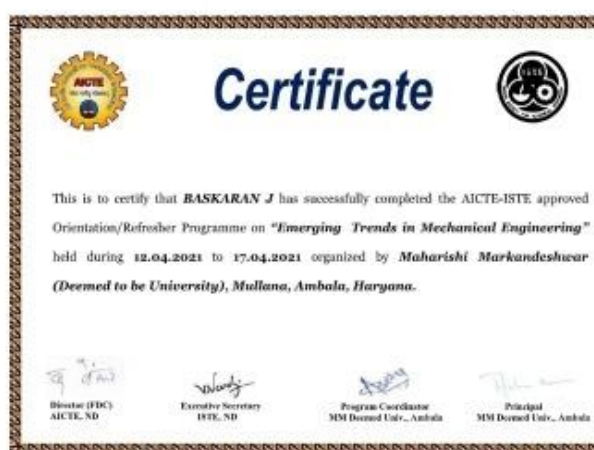 AICTE
Certificate
ISTE
This is to certify that BASKARAN J has successfully completed the AICTE-ISTE approved
Orientation/Refresher Programme on “Emerging Trends in Mechanical Engineering”
held during 12.04.2021 to 17.04.2021 organized by Maharishi Markandeshwar
(Deemed to be University), Mullana, Ambala, Haryana.
Director (FDC)
AICTE, ND
Executive Secretary
ISTE, ND
Program Coordinator
MM Deemed Univ., Ambala
Principal
MM Deemed Univ., Ambala